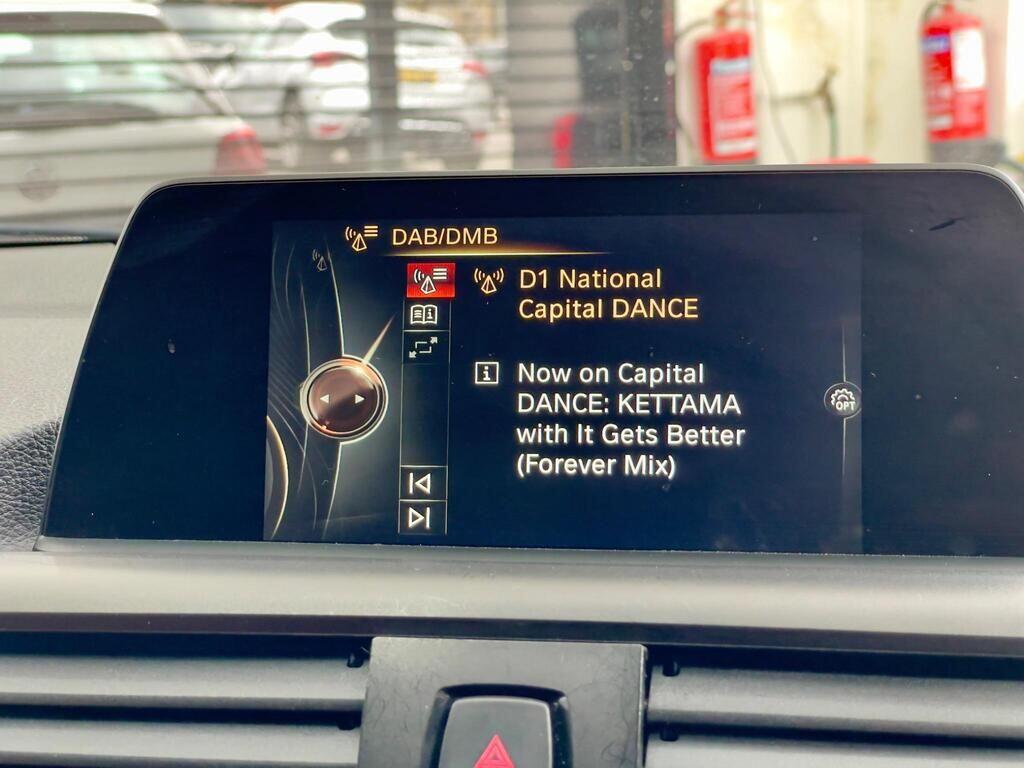 DAB/DMB
D1 National
Capital DANCE
Now on Capital
DANCE: KETTAMA
with It Gets Better
(Forever Mix)
OPT